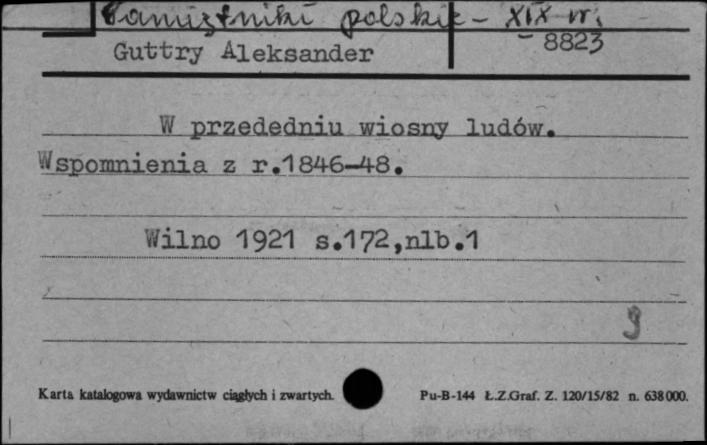 Pamiętniki polskie - XIX w.
Guttry Aleksander
8823
W przededniu wiosny ludów.
Wspomnienia z r.1846-48.
Wilno 1921 s.172,nlb.1
g
Karta katalogowa wydawnictw ciągłych i zwartych.
Pu-B-144 Ł.Z.Graf. Z. 120/15/82 n. 638000.